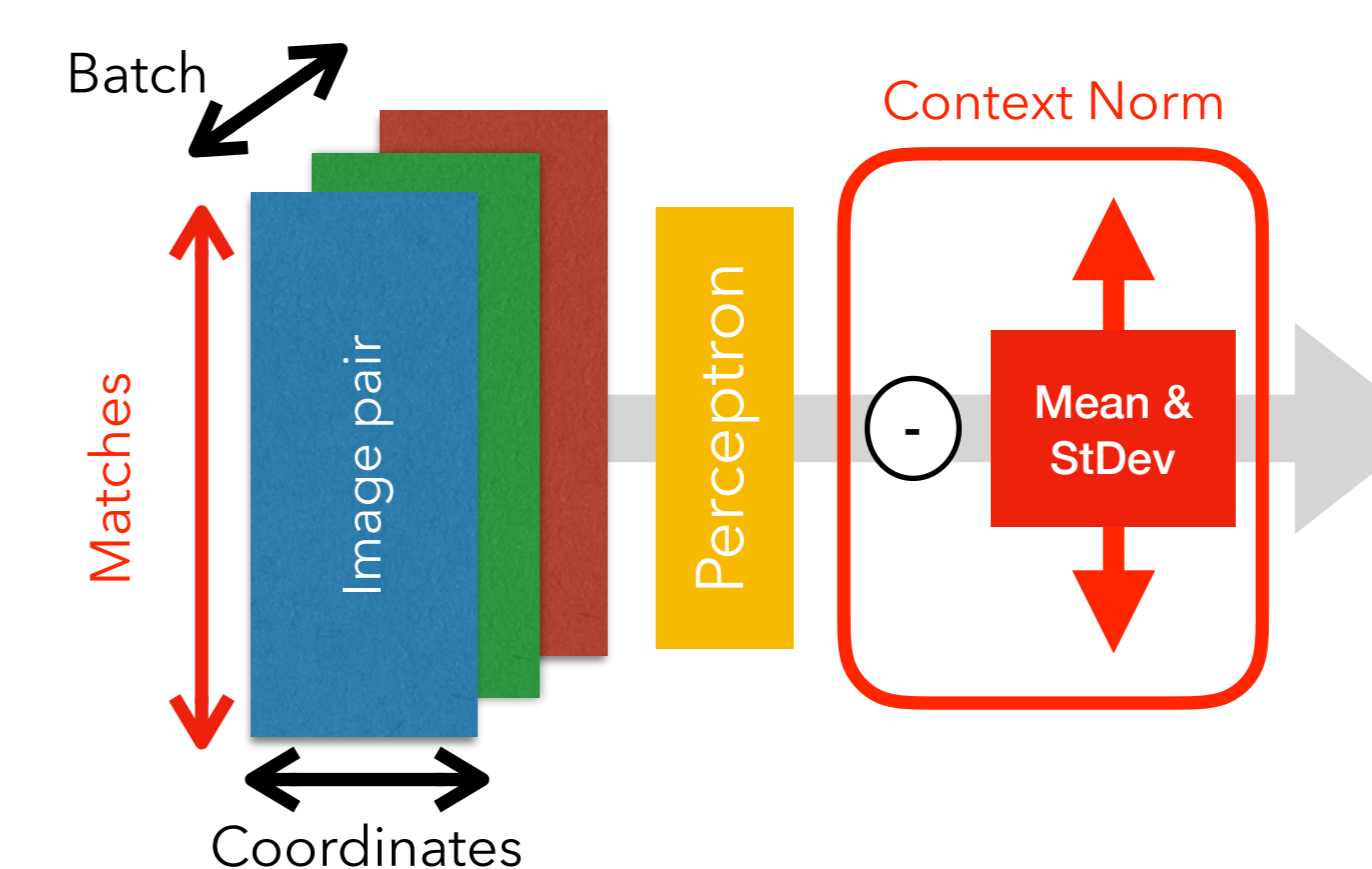 Batch
Context Norm
Matches
Image pair
Perceptron
-
Mean &
StDev
Coordinates